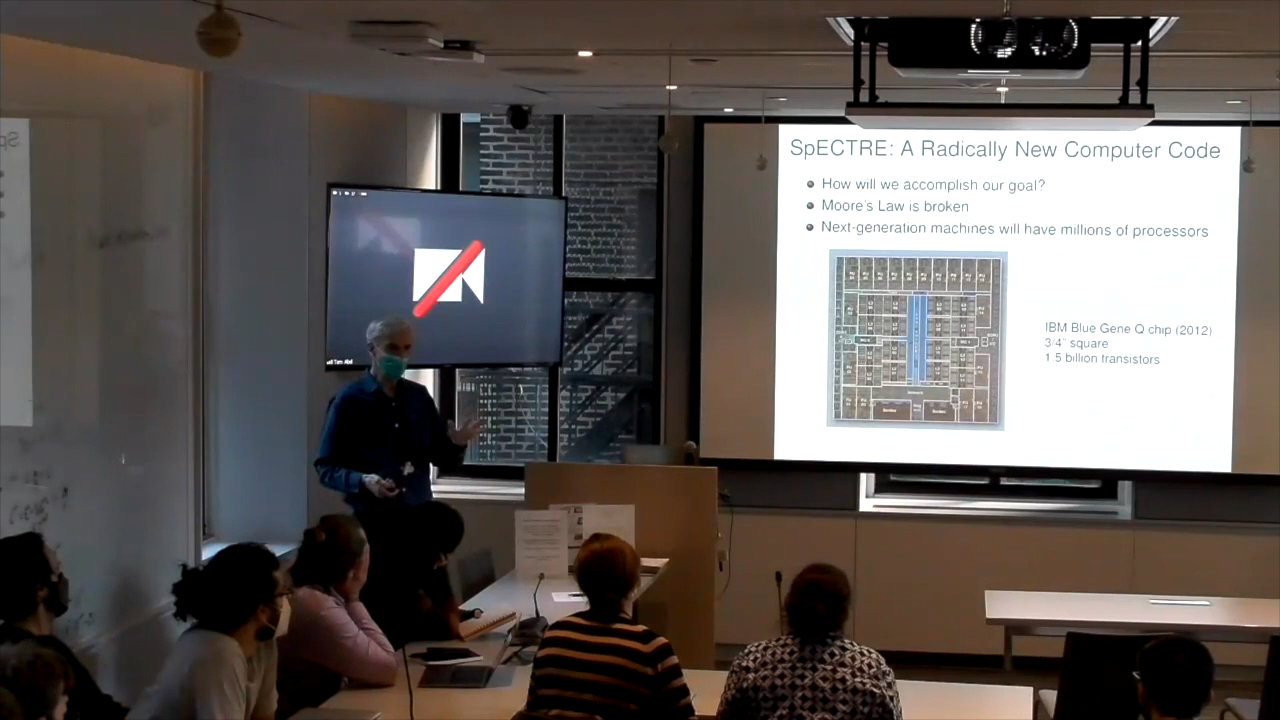 SpECTRE: A Radically New Computer Code
How will we accomplish our goal?
Moore's Law is broken
Next-generation machines will have millions of processors
IBM Blue Gene Q chip (2012)
3/4" square
1.5 billion transistors